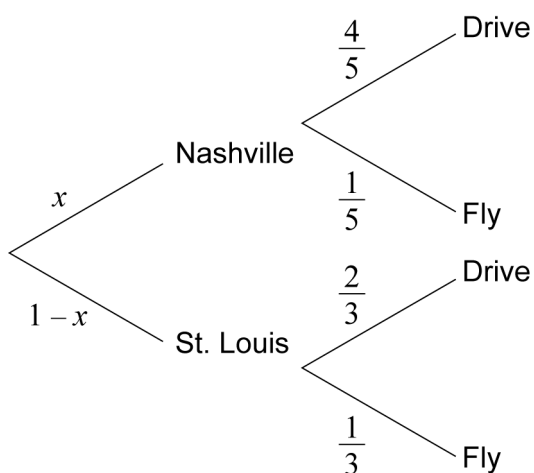 4/5 Drive
Nashville
x
1/5 Fly
2/3 Drive
1 – x
St. Louis
1/3 Fly